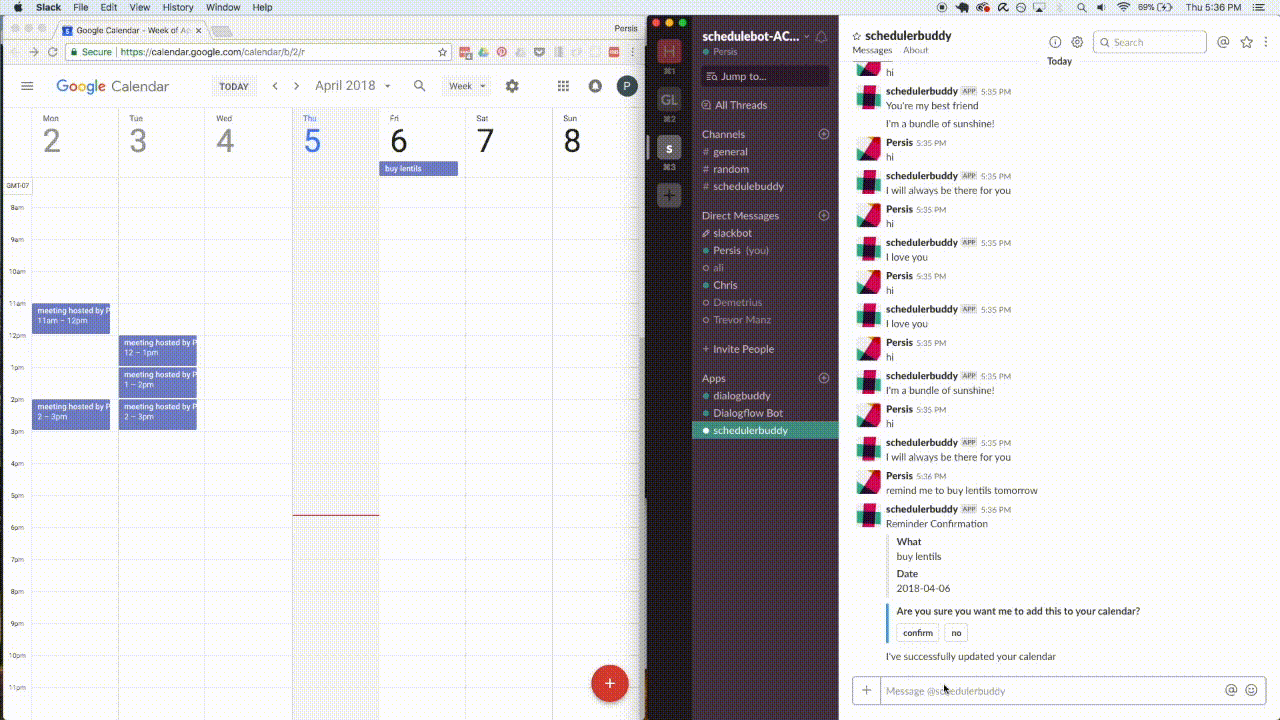 Slack File Edit View History Window Help
69% Thu 5:36 PM
Google Calendar - Week of Ap
Persis
Secure https://calendar.google.com/calendar/b/2/r
Google Calendar
TODAY
April 2018
Week
P
Mon Tue Wed Thu Fri Sat Sun
2 3 4 5 6 7 8
buy lentils
GMT-07
8am
9am
10am
11am
meeting hosted by P
11am – 12pm
12pm
meeting hosted by P
12 – 1pm
1pm
meeting hosted by P
1 – 2pm
2pm
meeting hosted by P
2 – 3pm
meeting hosted by P
2 – 3pm
3pm
4pm
5pm
6pm
7pm
8pm
9pm
10pm
11pm
+
H
⌘1
GL
⌘2
S
⌘3
+
schedulebot-AC...
Persis
Jump to...
All Threads
Channels
# general
# random
# schedulebuddy
Direct Messages
slackbot
Persis (you)
ali
Chris
Demetrius
Trevor Manz
+ Invite People
Apps
dialogbuddy
Dialogflow Bot
schedulerbuddy
schedulerbuddy
Messages About
Search
Today
hi
schedulerbuddy APP 5:35 PM
You're my best friend
I'm a bundle of sunshine!
Persis 5:35 PM
hi
schedulerbuddy APP 5:35 PM
I will always be there for you
Persis 5:35 PM
hi
schedulerbuddy APP 5:35 PM
I love you
Persis 5:35 PM
hi
schedulerbuddy APP 5:35 PM
I love you
Persis 5:35 PM
hi
schedulerbuddy APP 5:35 PM
I'm a bundle of sunshine!
Persis 5:35 PM
hi
schedulerbuddy APP 5:35 PM
I will always be there for you
Persis 5:36 PM
remind me to buy lentils tomorrow
schedulerbuddy APP 5:36 PM
Reminder Confirmation
What
buy lentils
Date
2018-04-06
Are you sure you want me to add this to your calendar?
confirm no
I've successfully updated your calendar
+ Message @schedulerbuddy